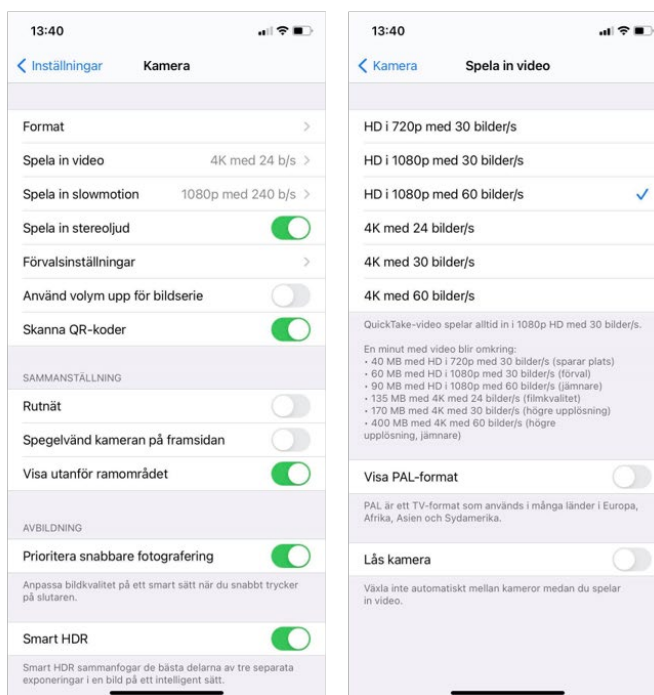 13:40
Inställningar Kamera
Format
Spela in video 4K med 24 b/s
Spela in slowmotion 1080p med 240 b/s
Spela in stereoljud
Förvalsinställningar
Använd volym upp för bildserie
Skanna QR-koder
SAMMANSTÄLLNING
Rutnät
Spegelvänd kameran på framsidan
Visa utanför ramområdet
AVBILDNING
Prioritera snabbare fotografering
Anpassa bildkvalitet på ett smart sätt när du snabbt trycker
på slutaren.
Smart HDR
Smart HDR sammanfogar de bästa delarna av tre separata
exponeringar i en bild på ett intelligent sätt.
13:40
Kamera Spela in video
HD i 720p med 30 bilder/s
HD i 1080p med 30 bilder/s
HD i 1080p med 60 bilder/s
4K med 24 bilder/s
4K med 30 bilder/s
4K med 60 bilder/s
QuickTake-video spelar alltid in i 1080p HD med 30 bilder/s.
En minut med video blir omkring:
• 40 MB med HD i 720p med 30 bilder/s (sparar plats)
• 60 MB med HD i 1080p med 30 bilder/s (förval)
• 90 MB med HD i 1080p med 60 bilder/s (jämnare)
• 135 MB med 4K med 24 bilder/s (filmkvalitet)
• 170 MB med 4K med 30 bilder/s (högre upplösning)
• 400 MB med 4K med 60 bilder/s (högre
upplösning, jämnare)
Visa PAL-format
PAL är ett TV-format som används i många länder i Europa,
Afrika, Asien och Sydamerika.
Lås kamera
Växla inte automatiskt mellan kameror medan du spelar
in video.